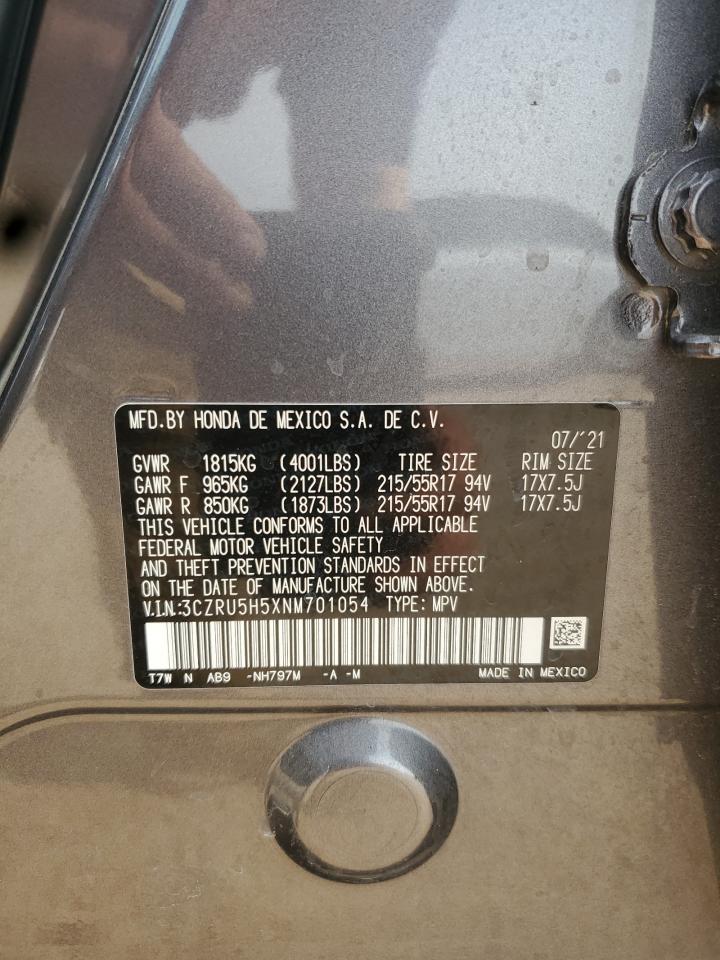 MFD.BY HONDA DE MEXICO S.A. DE C.V.
07/´21
GVWR 1815KG (4001LBS) TIRE SIZE RIM SIZE
GAWR F 965KG (2127LBS) 215/55R17 94V 17X7.5J
GAWR R 850KG (1873LBS) 215/55R17 94V 17X7.5J
THIS VEHICLE CONFORMS TO ALL APPLICABLE
FEDERAL MOTOR VEHICLE SAFETY
AND THEFT PREVENTION STANDARDS IN EFFECT
ON THE DATE OF MANUFACTURE SHOWN ABOVE.
V.I.N.:3CZRU5H5XNM701054 TYPE: MPV
T7W N AB9 -NH797M -A -M MADE IN MEXICO